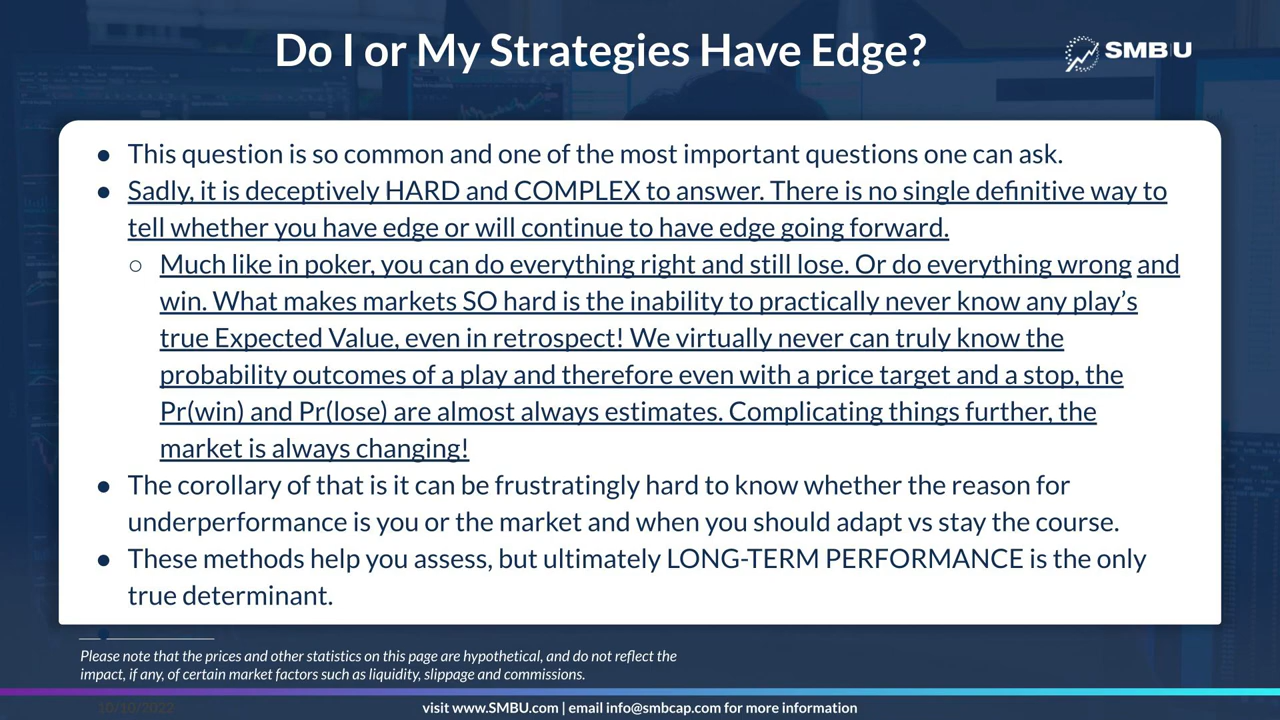 Do I or My Strategies Have Edge?
SMB U
● This question is so common and one of the most important questions one can ask.
● Sadly, it is deceptively HARD and COMPLEX to answer. There is no single definitive way to
tell whether you have edge or will continue to have edge going forward.
○ Much like in poker, you can do everything right and still lose. Or do everything wrong and
win. What makes markets SO hard is the inability to practically never know any play’s
true Expected Value, even in retrospect! We virtually never can truly know the
probability outcomes of a play and therefore even with a price target and a stop, the
Pr(win) and Pr(lose) are almost always estimates. Complicating things further, the
market is always changing!
● The corollary of that is it can be frustratingly hard to know whether the reason for
underperformance is you or the market and when you should adapt vs stay the course.
● These methods help you assess, but ultimately LONG-TERM PERFORMANCE is the only
true determinant.
Please note that the prices and other statistics on this page are hypothetical, and do not reflect the
impact, if any, of certain market factors such as liquidity, slippage and commissions.
10/10/2022
visit www.SMBU.com | email info@smbcap.com for more information